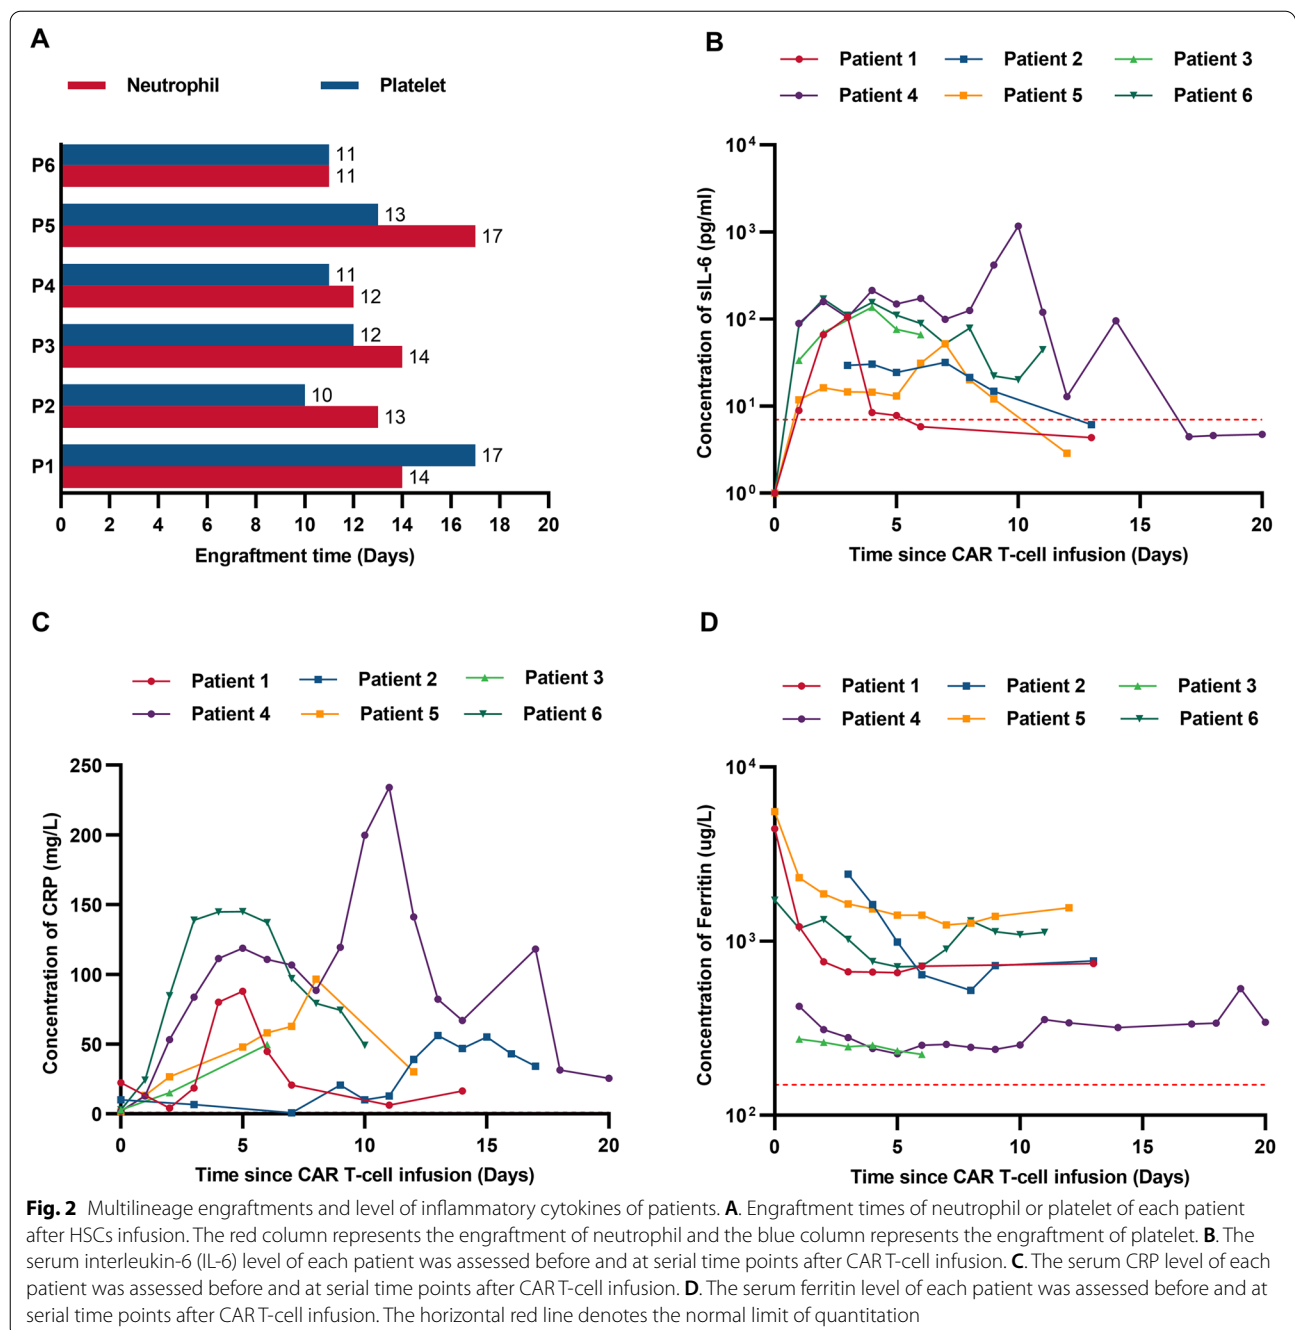 A
Neutrophil Platelet
P6 11
11
P5 13
17
P4 11
12
P3 12
14
P2 10
13
P1 17
14
0 2 4 6 8 10 12 14 16 18 20
Engraftment time (Days)
B
Patient 1 Patient 2 Patient 3
Patient 4 Patient 5 Patient 6
Concentration of sIL-6 (pg/ml)
10⁴
10³
10²
10¹
10⁰
0 5 10 15 20
Time since CAR T-cell infusion (Days)
C
Patient 1 Patient 2 Patient 3
Patient 4 Patient 5 Patient 6
Concentration of CRP (mg/L)
250
200
150
100
50
0
0 5 10 15 20
Time since CAR T-cell infusion (Days)
D
Patient 1 Patient 2 Patient 3
Patient 4 Patient 5 Patient 6
Concentration of Ferritin (ug/L)
10⁴
10³
10²
0 5 10 15 20
Time since CAR T-cell infusion (Days)
Fig. 2 Multilineage engraftments and level of inflammatory cytokines of patients. A. Engraftment times of neutrophil or platelet of each patient
after HSCs infusion. The red column represents the engraftment of neutrophil and the blue column represents the engraftment of platelet. B. The
serum interleukin-6 (IL-6) level of each patient was assessed before and at serial time points after CAR T-cell infusion. C. The serum CRP level of each
patient was assessed before and at serial time points after CAR T-cell infusion. D. The serum ferritin level of each patient was assessed before and at
serial time points after CAR T-cell infusion. The horizontal red line denotes the normal limit of quantitation